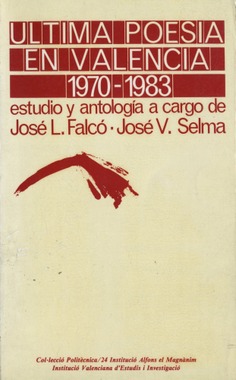 ULTIMA POESIA
EN VALENCIA
1970-1983
estudio y antología a cargo de
José L. Falcó · José V. Selma
Col·lecció Politècnica/24 Institució Alfons el Magnànim
Institució Valenciana d'Estudis i Investigació